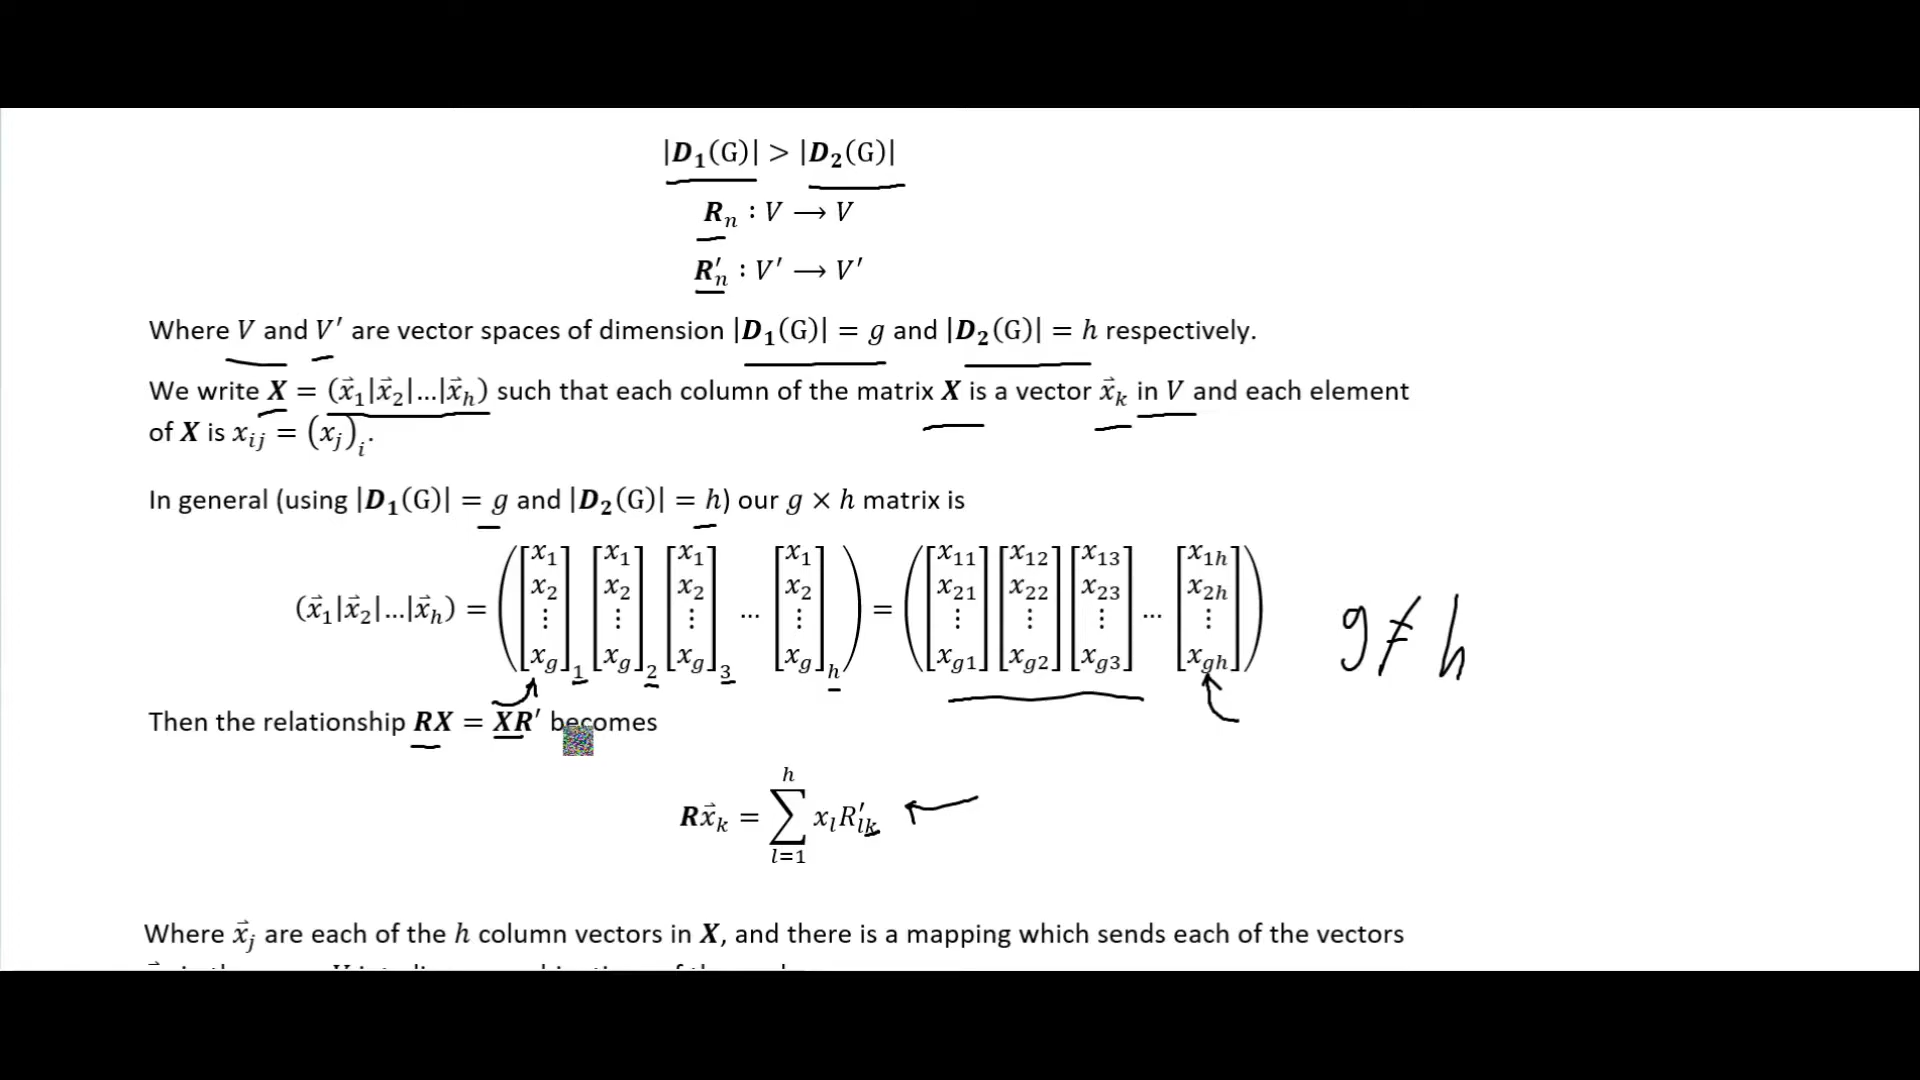 |D₁(G)| > |D₂(G)|
Rₙ : V ⟶ V
R′ₙ : V′ ⟶ V′
Where V and V′ are vector spaces of dimension |D₁(G)| = g and |D₂(G)| = h respectively.
We write X = (x⃗₁|x⃗₂|…|x⃗ₕ) such that each column of the matrix X is a vector x⃗ₖ in V and each element
of X is xᵢⱼ = (xⱼ)ᵢ.
In general (using |D₁(G)| = g and |D₂(G)| = h) our g × h matrix is
(x⃗₁|x⃗₂|…|x⃗ₕ) = ([x₁ x₂ ⋮ x_g]₁ [x₁ x₂ ⋮ x_g]₂ [x₁ x₂ ⋮ x_g]₃ … [x₁ x₂ ⋮ x_g]ₕ) = ([x₁₁ x₂₁ ⋮ x_g1] [x₁₂ x₂₂ ⋮ x_g2] [x₁₃ x₂₃ ⋮ x_g3] … [x₁ₕ x₂ₕ ⋮ x_gh]) g ≠ h
Then the relationship RX = XR′ becomes
Rx⃗ₖ = ∑_{l=1}^{h} x_l R′_{lk}
Where x⃗ⱼ are each of the h column vectors in X, and there is a mapping which sends each of the vectors